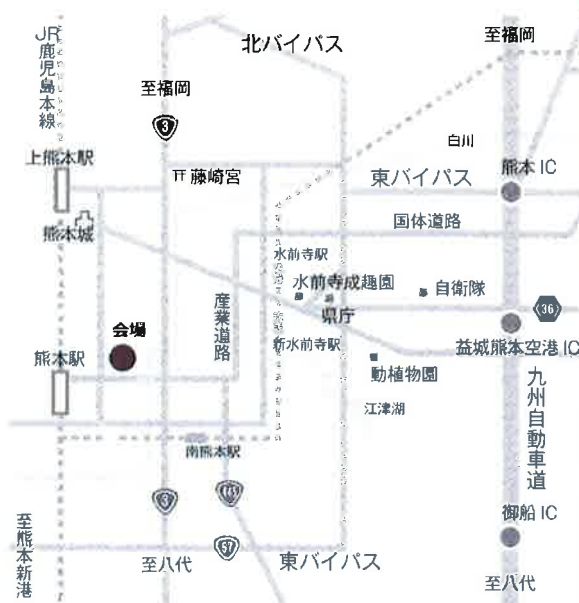 JR鹿児島本線
北バイパス
至福岡
至福岡
3
白川
上熊本駅
藤崎宮
熊本IC
東バイパス
熊本城
国体道路
水前寺駅
水前寺成趣園
自衛隊
産業道路
県庁
36
会場
新水前寺駅
益城熊本空港IC
熊本駅
動植物園
江津湖
九州自動車道
南熊本駅
3
至熊本新港
57
御船IC
至八代
東バイパス
至八代